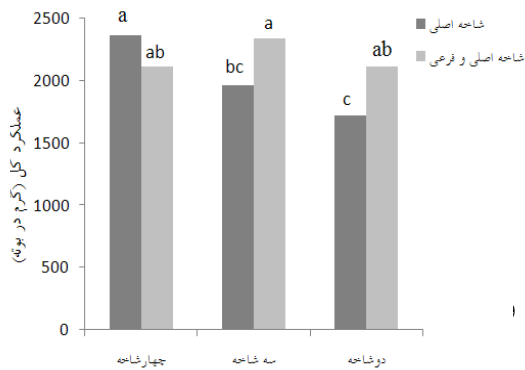 2500
2000
1500
1000
500
0
عملکرد کل (گرم در بوته)
a
ab
bc
a
c
ab
چهارشاخه
سه شاخه
دوشاخه
شاخه اصلی
شاخه اصلی و فرعی